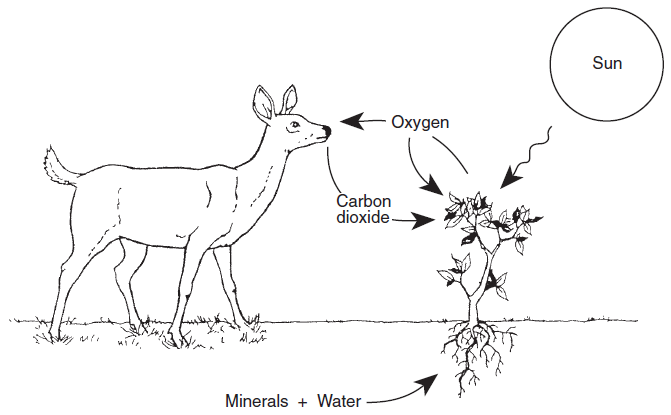 Sun
Oxygen
Carbon
dioxide
Minerals + Water